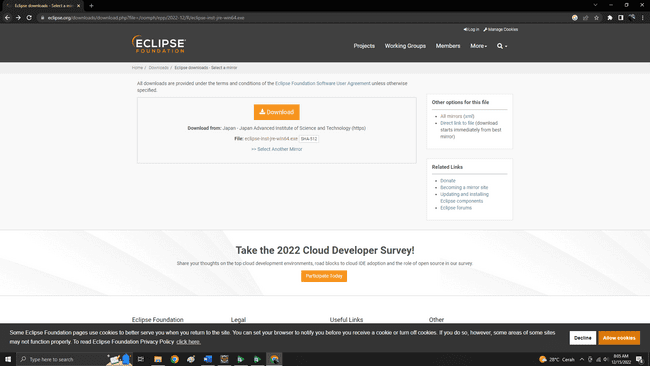 Eclipse downloads - Select a mirror
eclipse.org/downloads/download.php?file=/oomph/epp/2022-12/R/eclipse-inst-jre-win64.exe
Log in Manage Cookies
ECLIPSE
FOUNDATION
Projects Working Groups Members More
Home / Downloads / Eclipse downloads - Select a mirror
All downloads are provided under the terms and conditions of the Eclipse Foundation Software User Agreement unless otherwise
specified.
Download
Download from: Japan - Japan Advanced Institute of Science and Technology (https)
File: eclipse-inst-jre-win64.exe SHA-512
>> Select Another Mirror
Other options for this file
All mirrors (xml)
Direct link to file (download
starts immediately from best
mirror)
Related Links
Donate
Becoming a mirror site
Updating and installing
Eclipse components
Eclipse forums
Take the 2022 Cloud Developer Survey!
Share your thoughts on the top cloud development environments, road blocks to cloud IDE adoption and the role of open source in our survey.
Participate Today
Eclipse Foundation Legal Useful Links Other
Some Eclipse Foundation pages use cookies to better serve you when you return to the site. You can set your browser to notify you before you receive a cookie or turn off cookies. If you do so, however, some areas of some sites
may not function properly. To read Eclipse Foundation Privacy Policy click here.
Decline Allow cookies
Type here to search
28°C Cerah
8:05 AM
12/13/2022